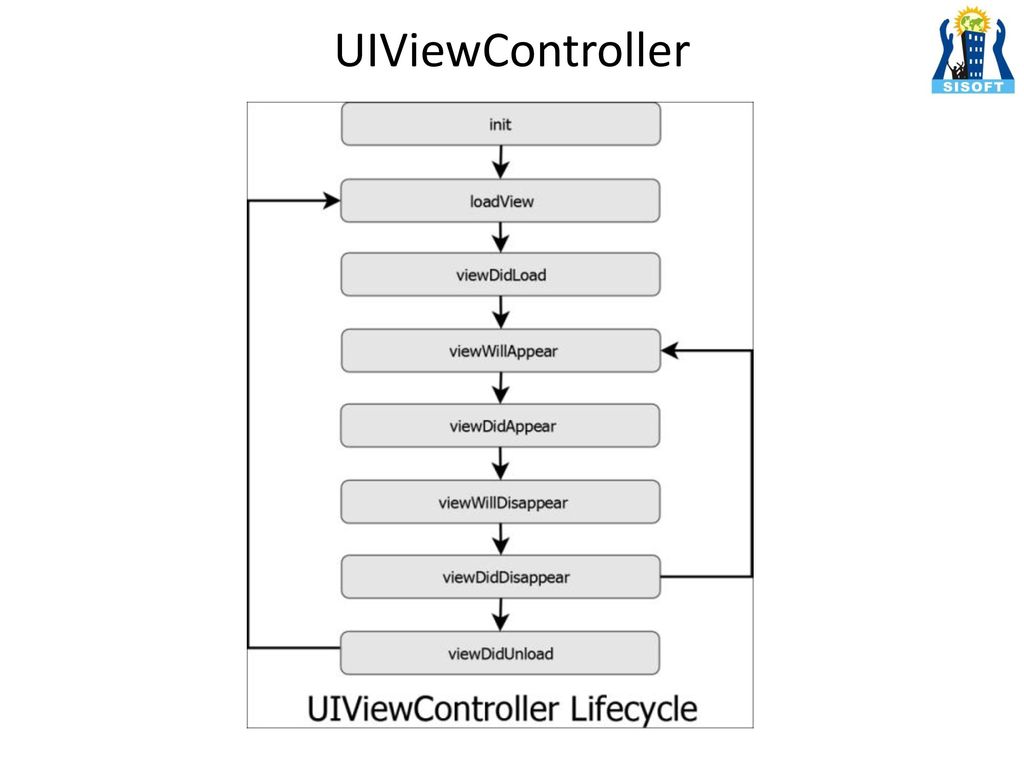 UIViewController
SISOFT
init
loadView
viewDidLoad
viewWillAppear
viewDidAppear
viewWillDisappear
viewDidDisappear
viewDidUnload
UIViewController Lifecycle